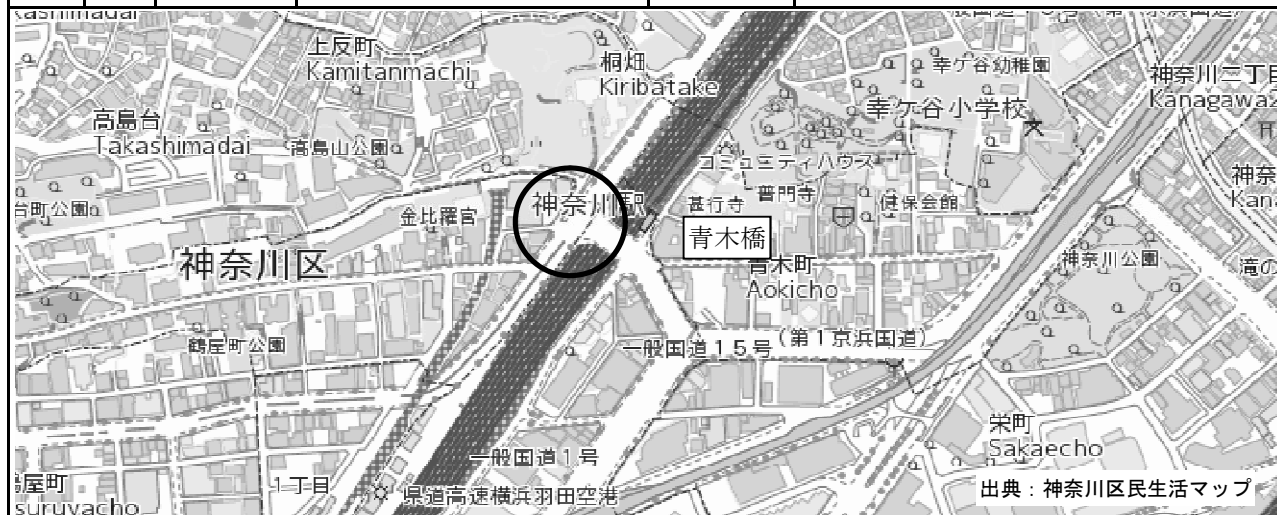 上反町
Kamitanmachi
桐畑
Kiribatake
幸ケ谷幼稚園
神奈川二丁目
Kanagawa
高島台
Takashimadai
高島山公園
幸ケ谷小学校
コミュニティハウス
台町公園
金比羅宮
神奈川駅
甚行寺
普門寺
健保会館
青木橋
神奈川区
青木町
Aokicho
神奈川公園
滝の
鶴屋町公園
一般国道15号
(第1京浜国道)
栄町
Sakaecho
一般国道1号
屋町
suruyacho
1丁目
県道高速横浜羽田空港
出典：神奈川区民生活マップ